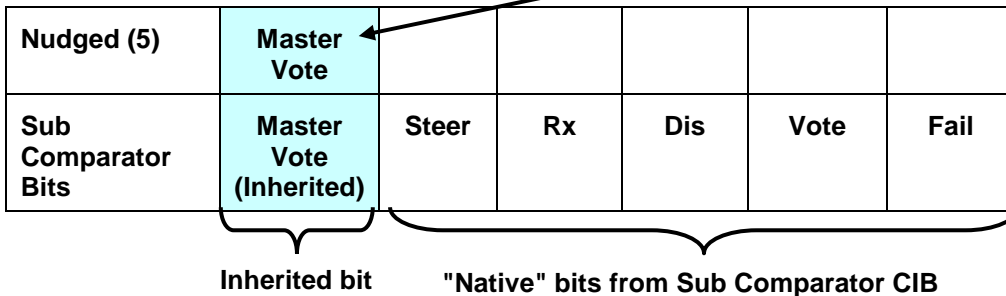 Nudged (5)
Master
Vote
Sub
Comparator
Bits
Master
Vote
(Inherited)
Steer
Rx
Dis
Vote
Fail
Inherited bit
"Native" bits from Sub Comparator CIB